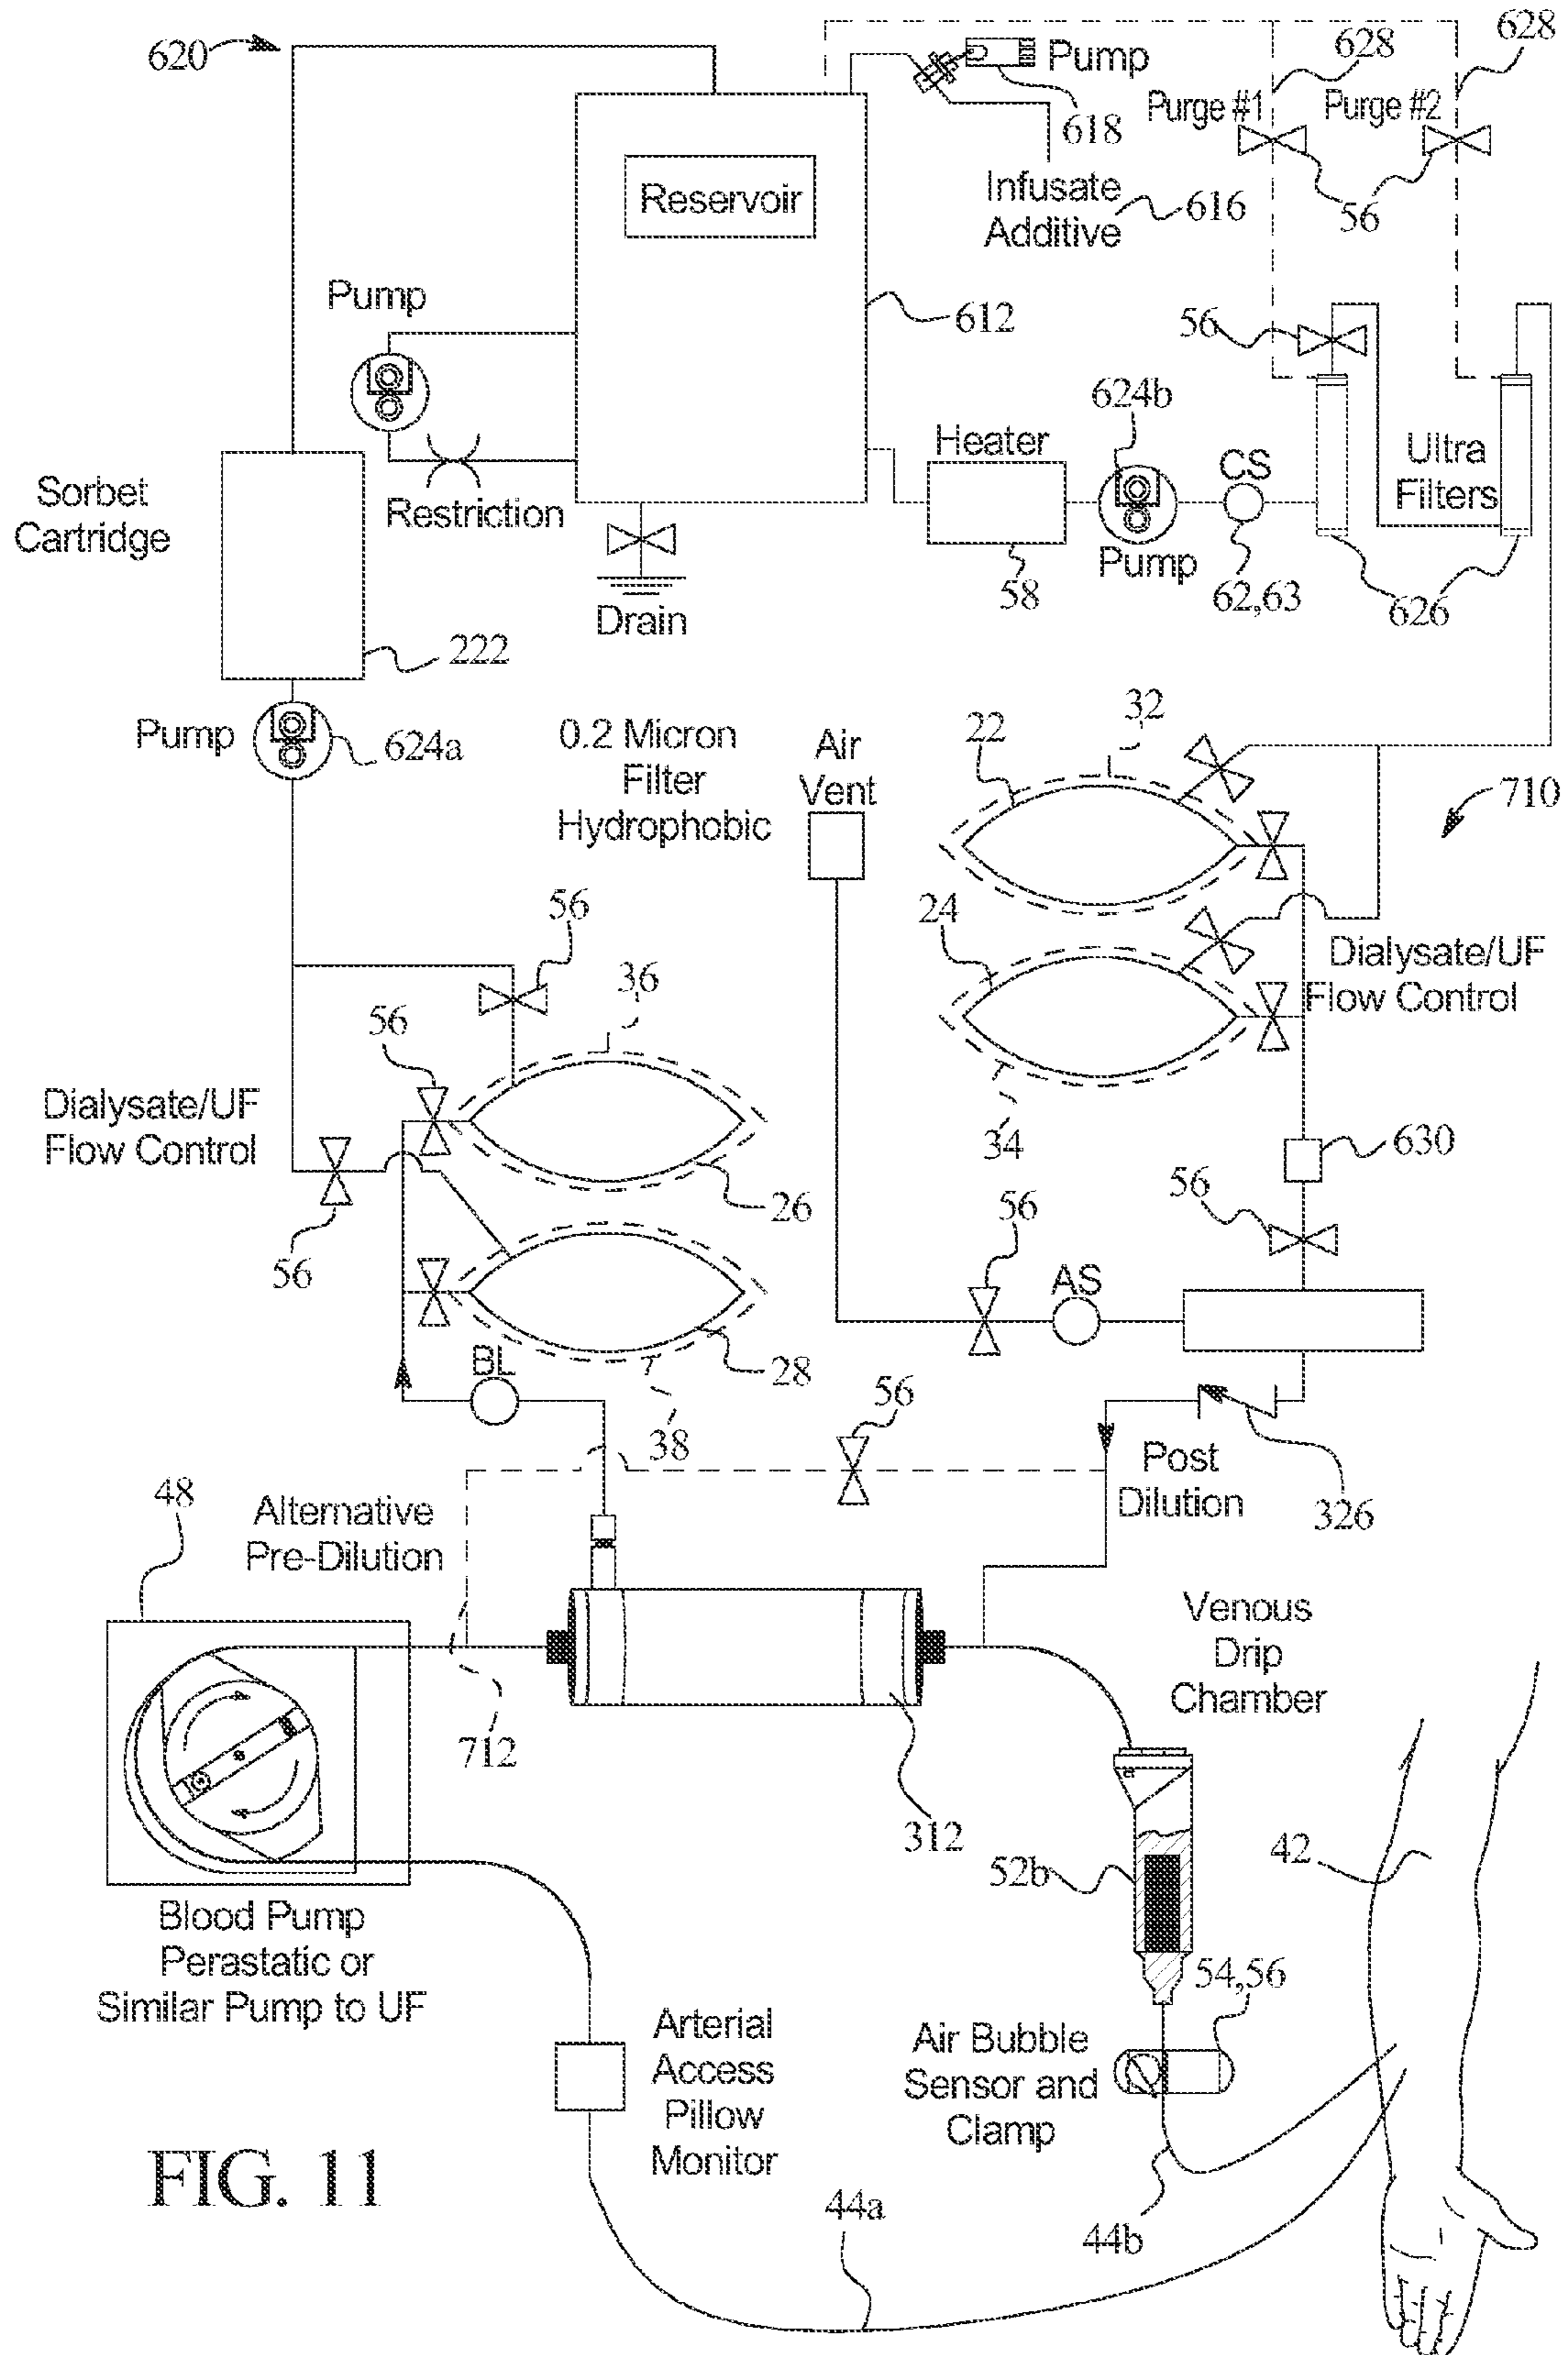 620
Pump
618
628
628
Purge #1
Purge #2
56
Infusate
Additive
616
Reservoir
Pump
612
56
Restriction
Sorbet
Cartridge
222
Drain
Heater
58
624b
Pump
CS
62,63
Ultra
Filters
626
Pump
624a
0.2 Micron
Filter
Hydrophobic
Air
Vent
22
32
710
24
Dialysate/UF
Flow Control
34
56
36
56
Dialysate/UF
Flow Control
56
26
28
BL
38
630
56
56
AS
56
Post
Dilution
326
48
Alternative
Pre-Dilution
712
312
Venous
Drip
Chamber
52b
42
Blood Pump
Perastatic or
Similar Pump to UF
54,56
Air Bubble
Sensor and
Clamp
Arterial
Access
Pillow
Monitor
44a
44b
FIG. 11